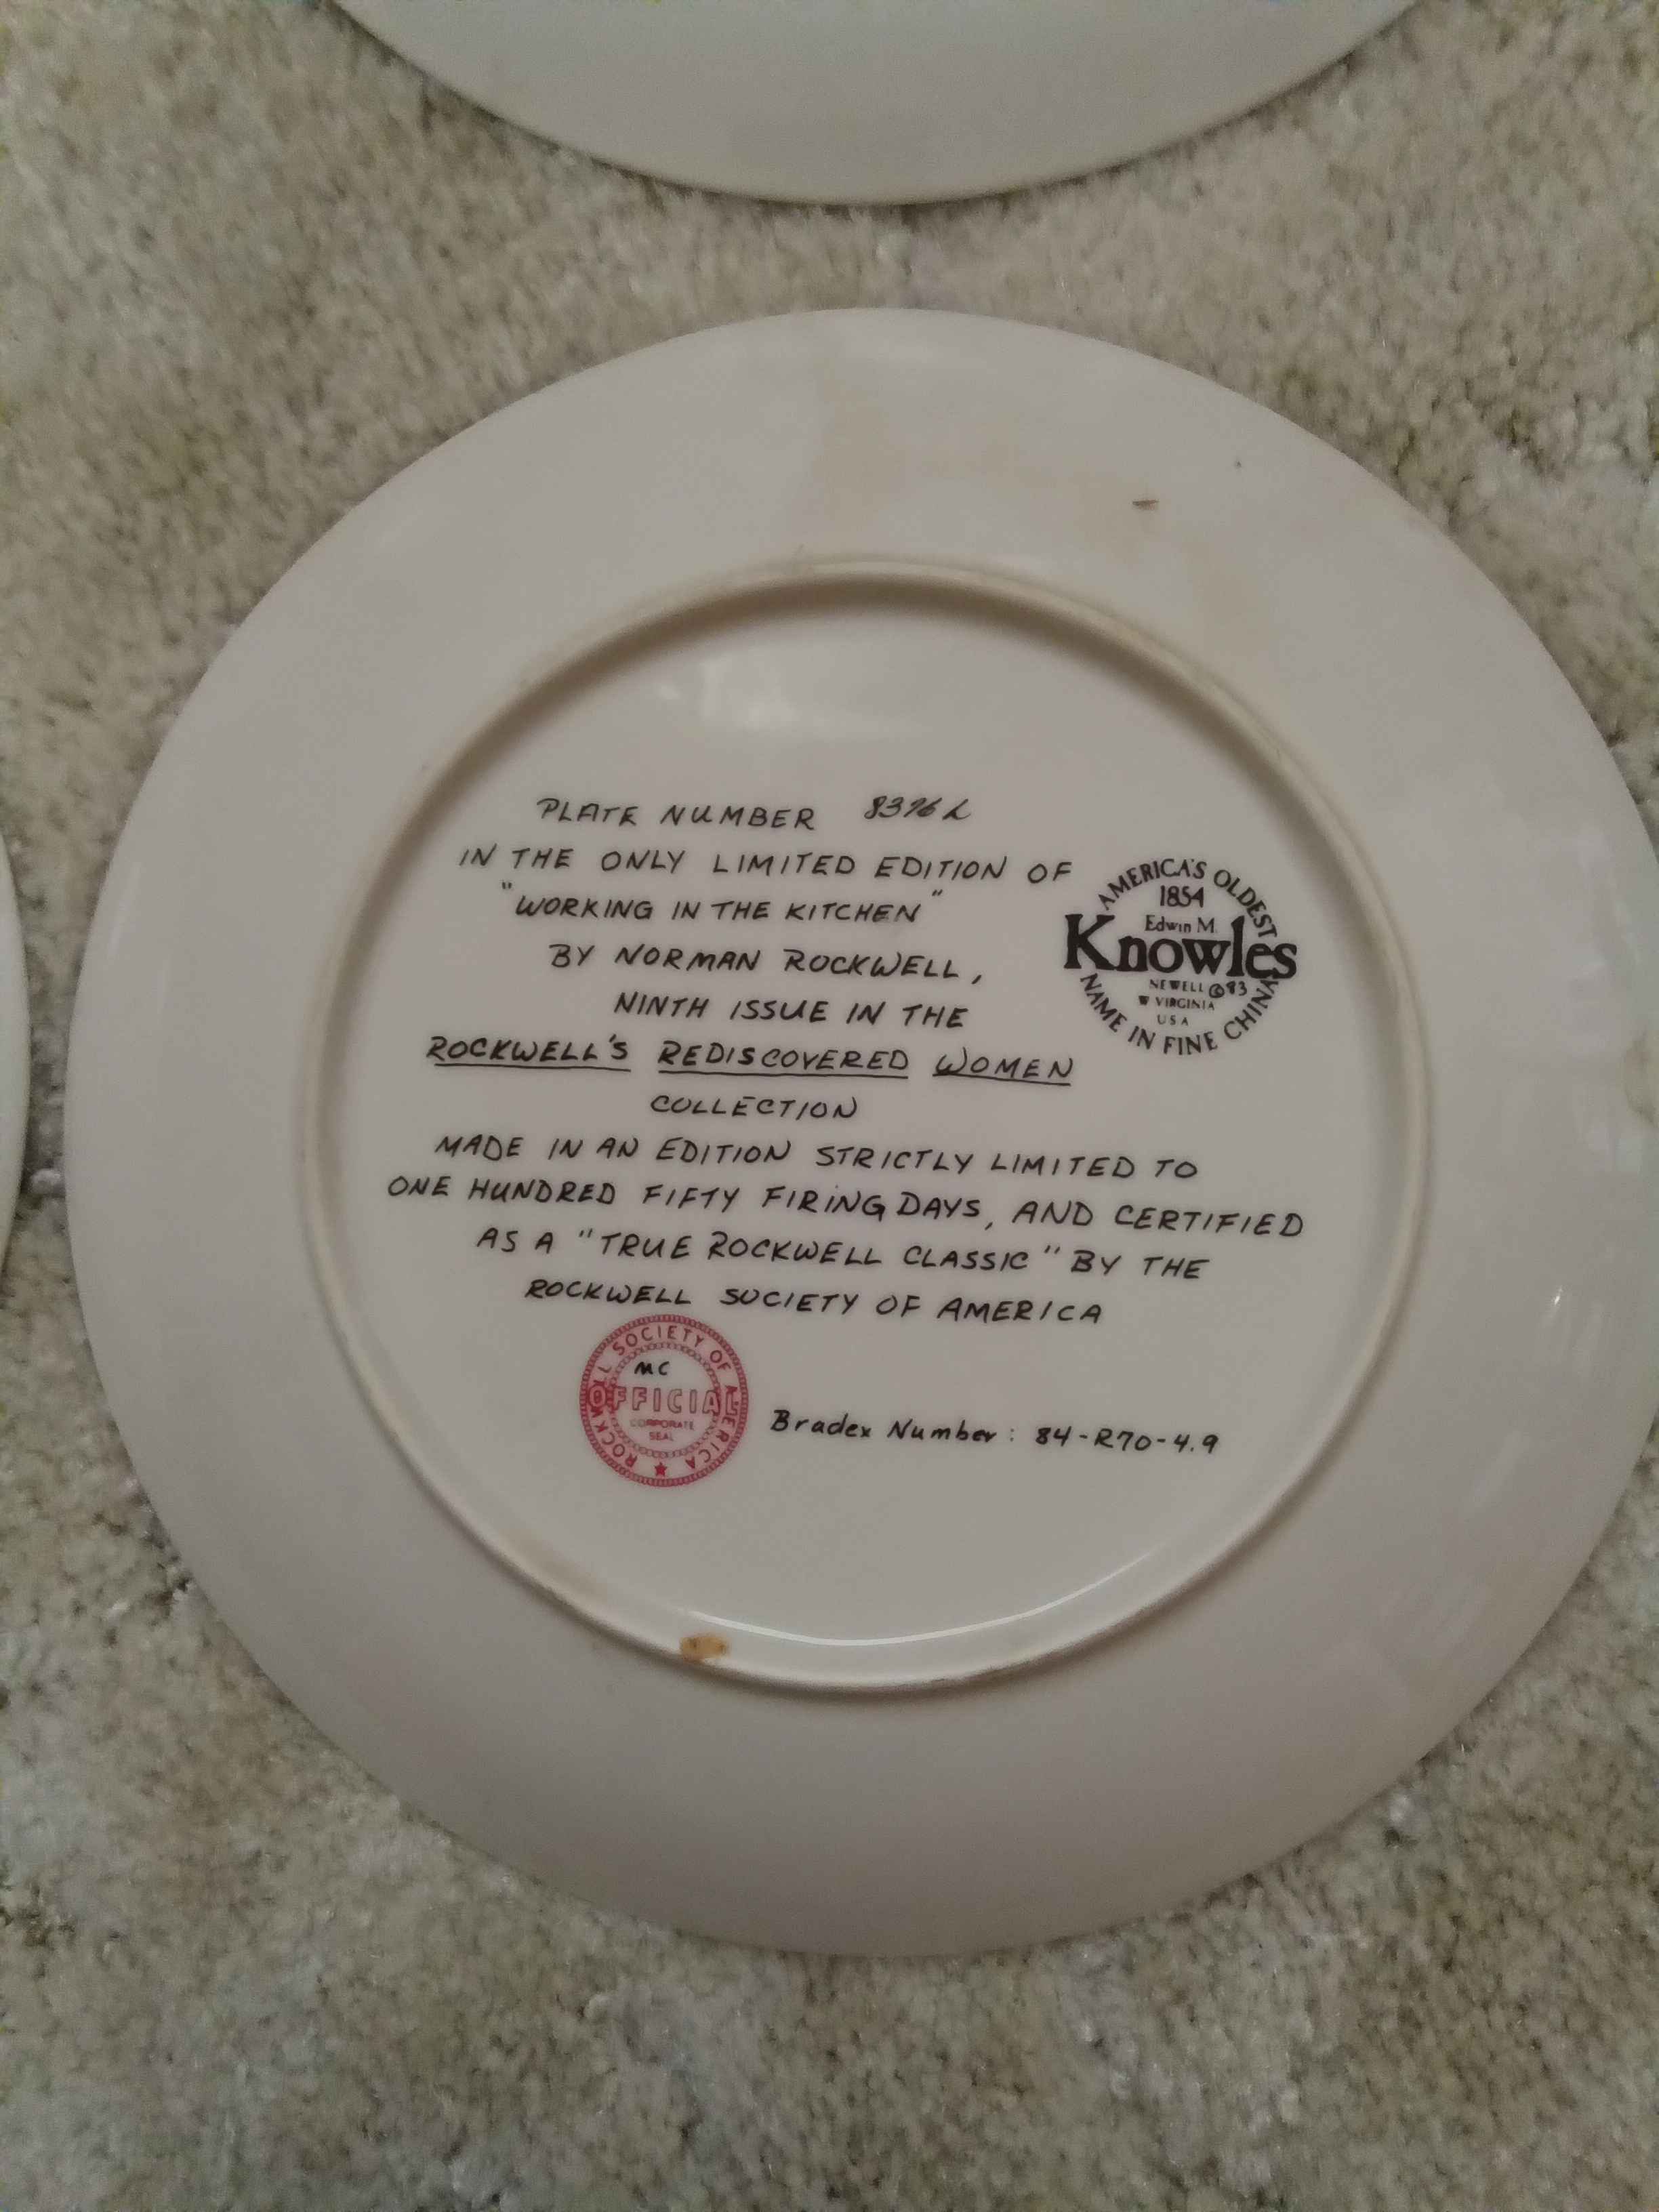 PLATE NUMBER 8396L
IN THE ONLY LIMITED EDITION OF
"WORKING IN THE KITCHEN"
BY NORMAN ROCKWELL,
NINTH ISSUE IN THE
ROCKWELL'S REDISCOVERED WOMEN
COLLECTION
MADE IN AN EDITION STRICTLY LIMITED TO
ONE HUNDRED FIFTY FIRING DAYS, AND CERTIFIED
AS A "TRUE ROCKWELL CLASSIC" BY THE
ROCKWELL SOCIETY OF AMERICA
AMERICA'S OLDEST
1854
Edwin M.
Knowles
NEWELL ©83
W VIRGINIA
USA
NAME IN FINE CHINA
ROCKWELL SOCIETY OF AMERICA
MC
OFFICIAL
CORPORATE
SEAL
Bradex Number: 84-R70-4.9